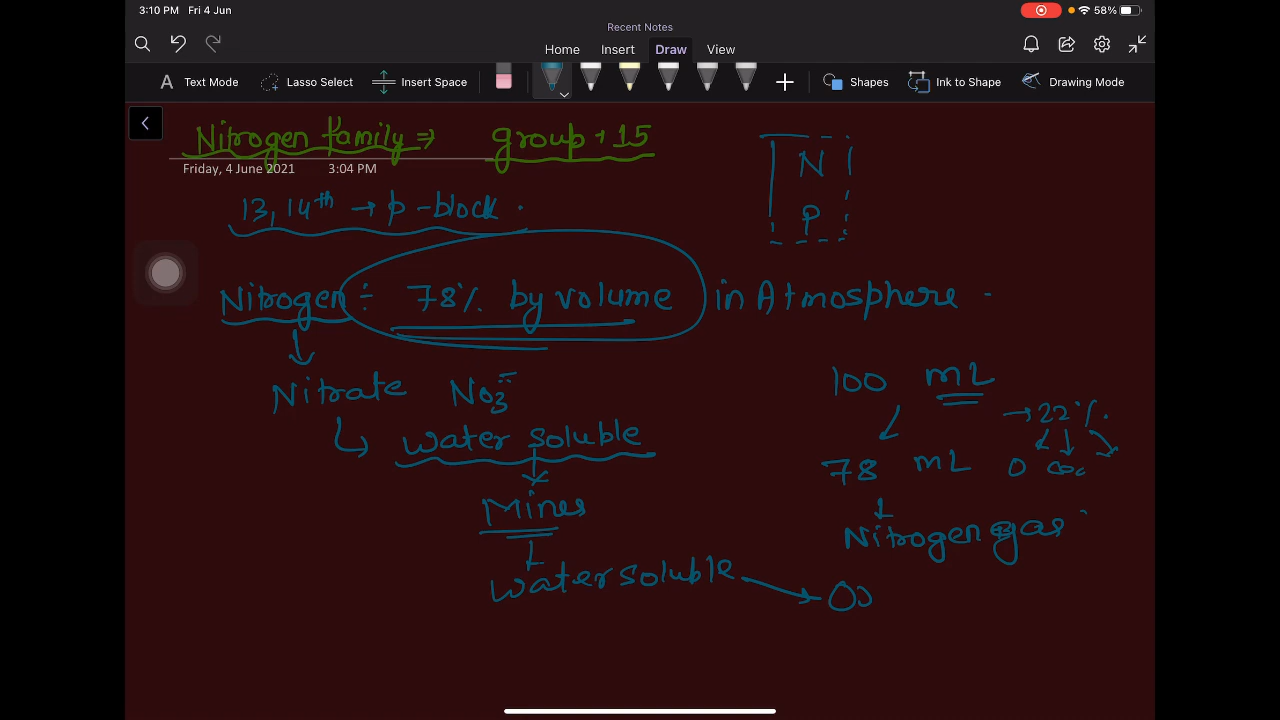 3:10 PM Fri 4 Jun 58%
Recent Notes
Home Insert Draw View
Text Mode Lasso Select Insert Space Shapes Ink to Shape Drawing Mode
Nitrogen family ⇒ group 15
Friday, 4 June 2021 3:04 PM
N
13, 14th → p-block
P
Nitrogen ÷ 78% by volume in Atmosphere
Nitrate NO3
100 mL
→ 22%
Water soluble
78 mL
Mines
Nitrogen gas
Water soluble